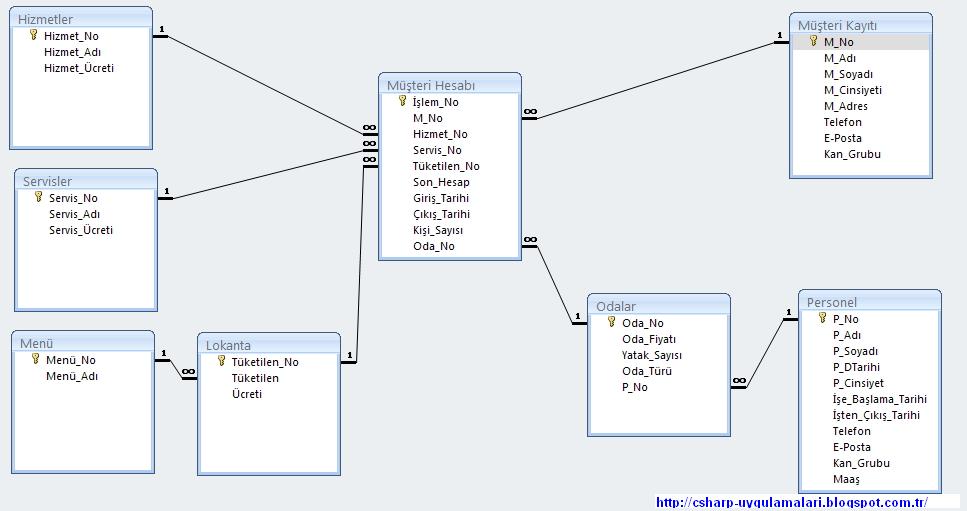 Hizmetler
Hizmet_No
Hizmet_Adı
Hizmet_Ücreti
1
∞
Servisler
Servis_No
Servis_Adı
Servis_Ücreti
1
∞
Menü
Menü_No
Menü_Adı
1
∞
Lokanta
Tüketilen_No
Tüketilen
Ücreti
1
∞
Müşteri Hesabı
İşlem_No
M_No
Hizmet_No
Servis_No
Tüketilen_No
Son_Hesap
Giriş_Tarihi
Çıkış_Tarihi
Kişi_Sayısı
Oda_No
∞
∞
Müşteri Kayıtı
1
M_No
M_Adı
M_Soyadı
M_Cinsiyeti
M_Adres
Telefon
E-Posta
Kan_Grubu
Odalar
1
Oda_No
Oda_Fiyatı
Yatak_Sayısı
Oda_Türü
P_No
∞
Personel
1
P_No
P_Adı
P_Soyadı
P_DTarihi
P_Cinsiyet
İşe_Başlama_Tarihi
İşten_Çıkış_Tarihi
Telefon
E-Posta
Kan_Grubu
Maaş
http://csharp-uygulamalari.blogspot.com.tr/